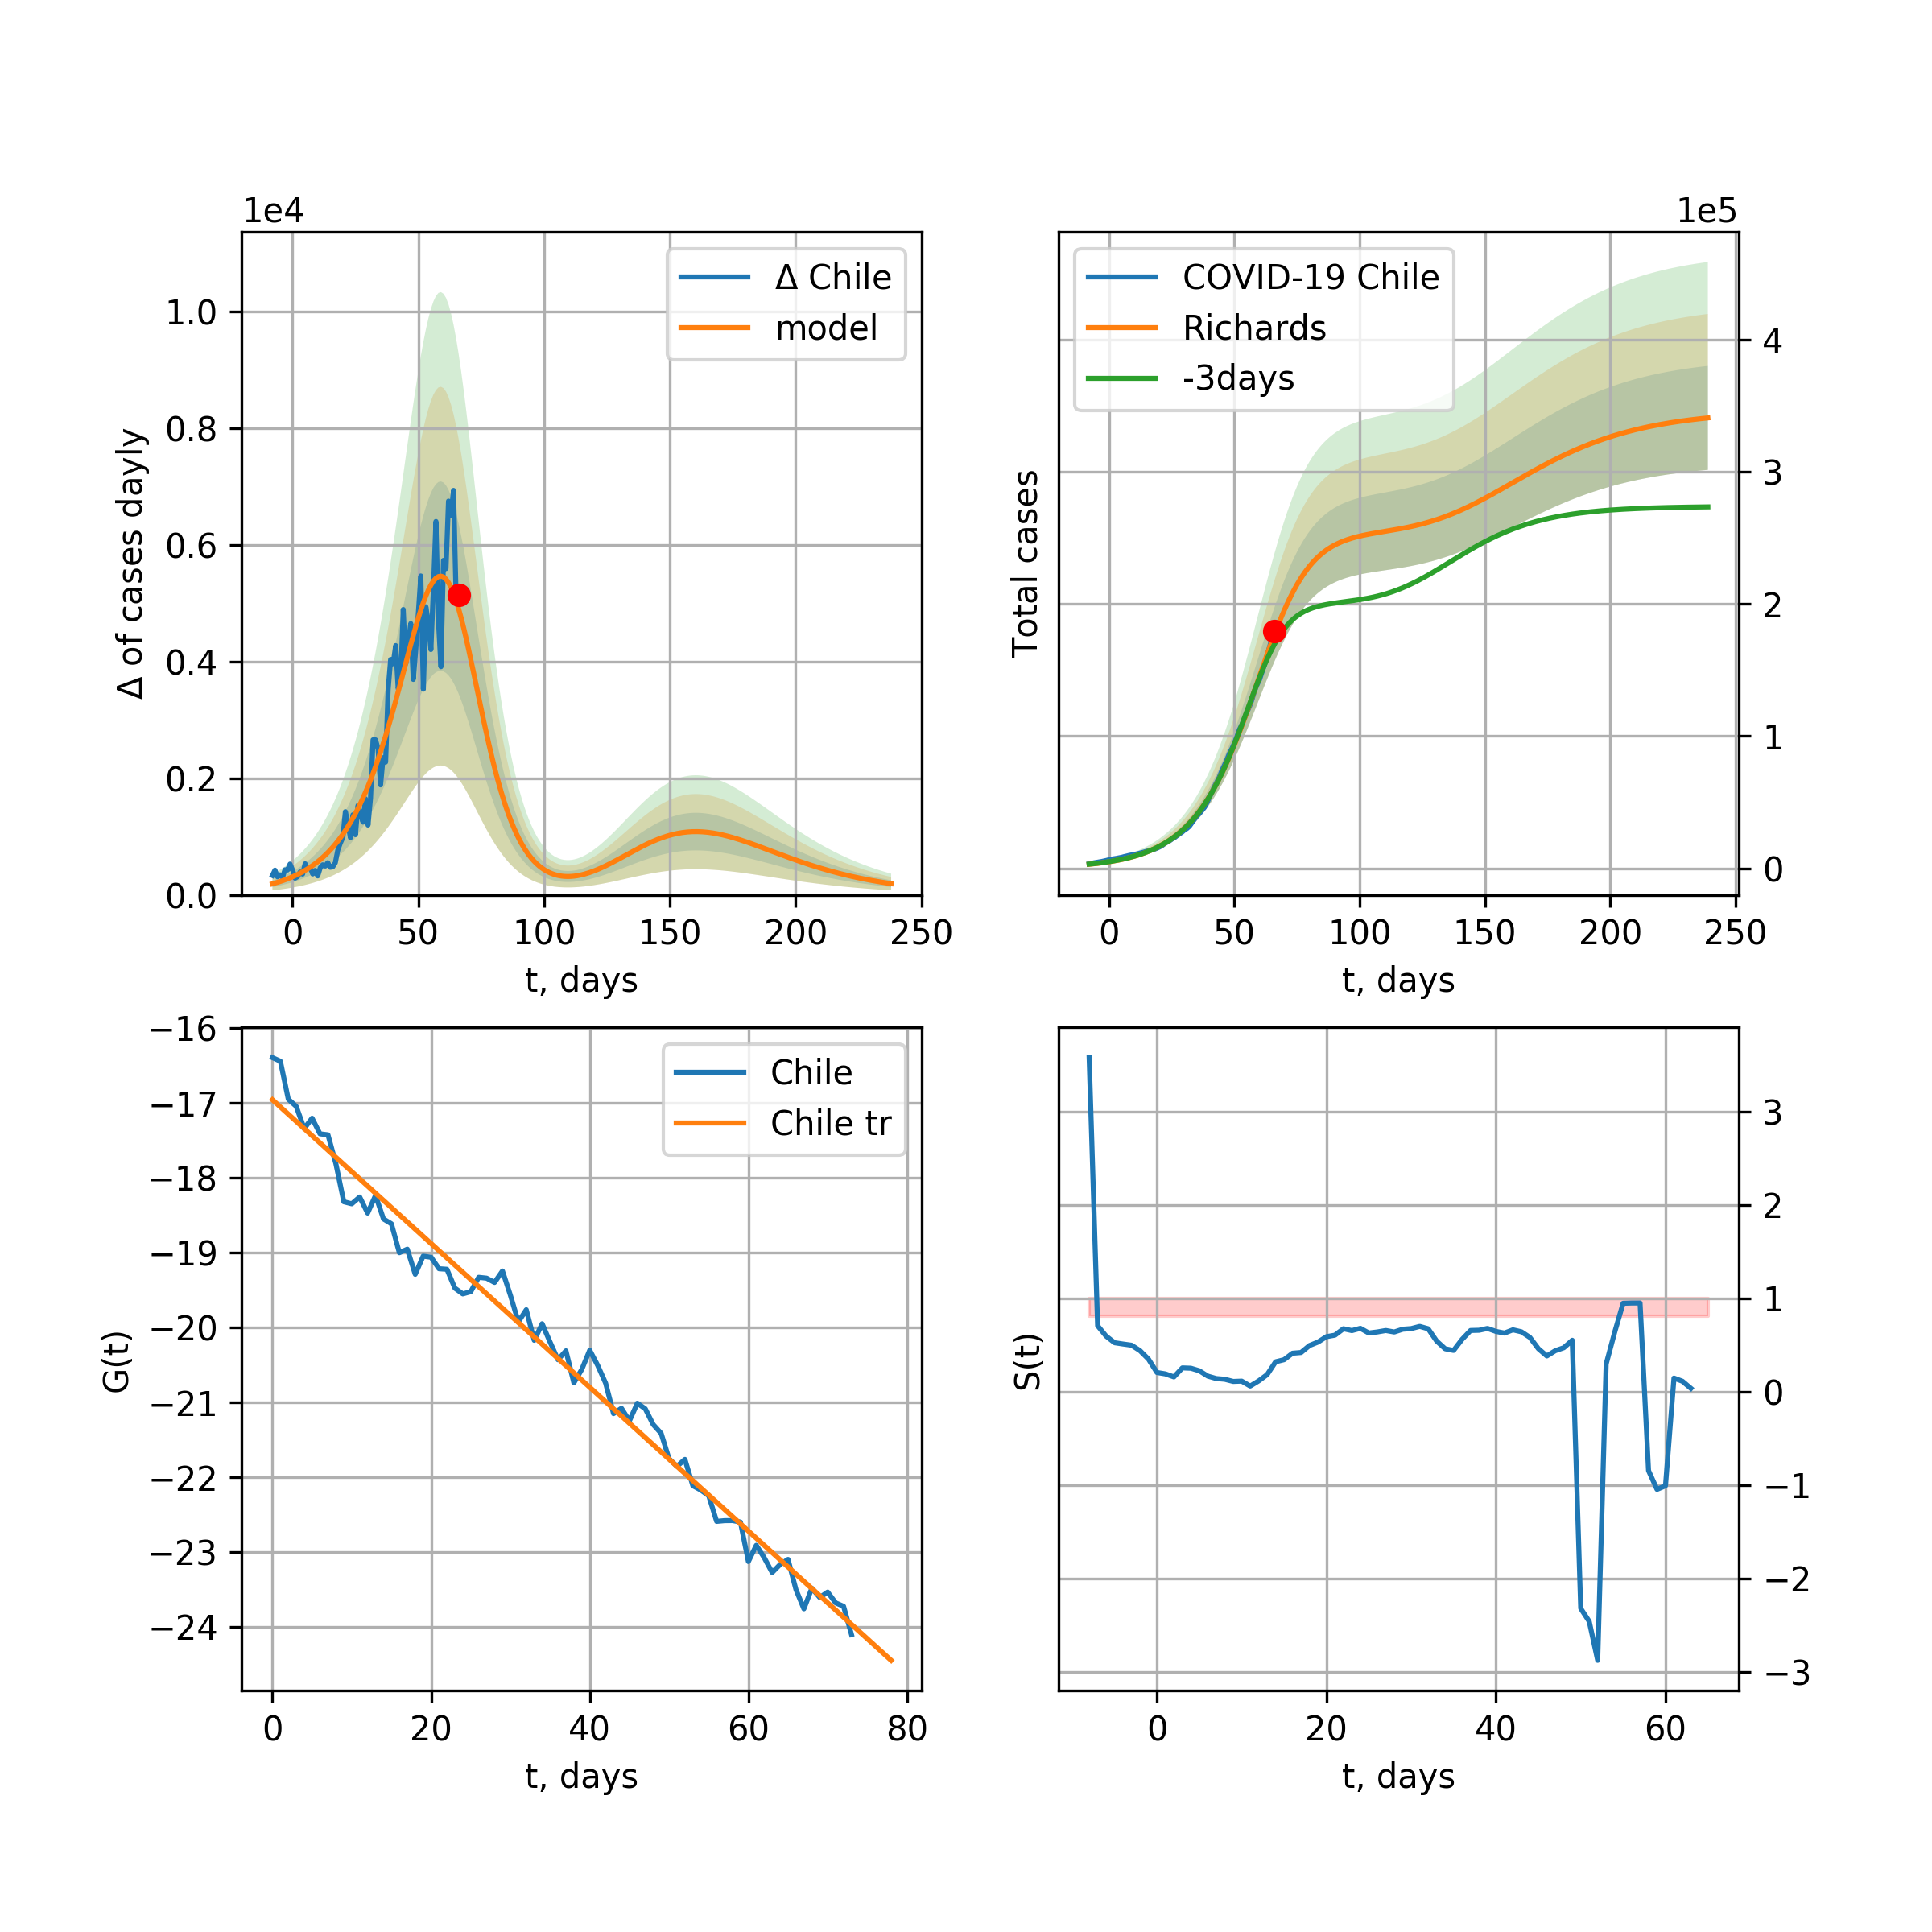 1e4
Δ of cases dayly
1.0
0.8
0.6
0.4
0.2
0.0
0 50 100 150 200 250
t, days
Δ Chile
model
1e5
Total cases
4
3
2
1
0
0 50 100 150 200 250
t, days
COVID-19 Chile
Richards
-3days
G(t)
−16
−17
−18
−19
−20
−21
−22
−23
−24
0 20 40 60 80
t, days
Chile
Chile tr
S(t)
3
2
1
0
−1
−2
−3
0 20 40 60
t, days